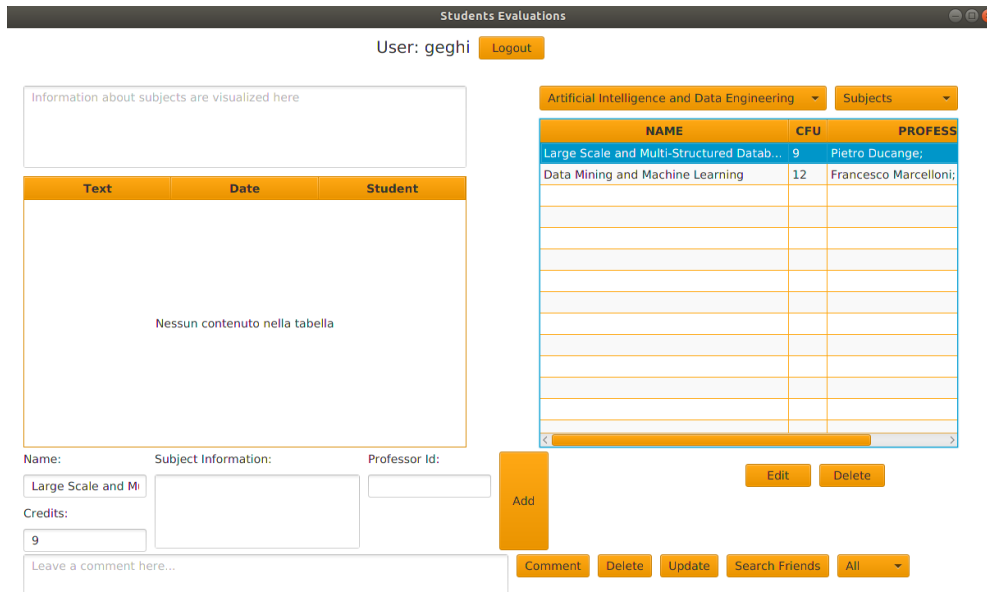 Students Evaluations
User: geghi
Logout
Information about subjects are visualized here
Artificial Intelligence and Data Engineering
Subjects
NAME CFU PROFESS
Large Scale and Multi-Structured Datab... 9 Pietro Ducange;
Data Mining and Machine Learning 12 Francesco Marcelloni;
Text Date Student
Nessun contenuto nella tabella
Name: Subject Information: Professor Id:
Large Scale and Mu
Credits:
9
Add
Edit
Delete
Leave a comment here...
Comment
Delete
Update
Search Friends
All